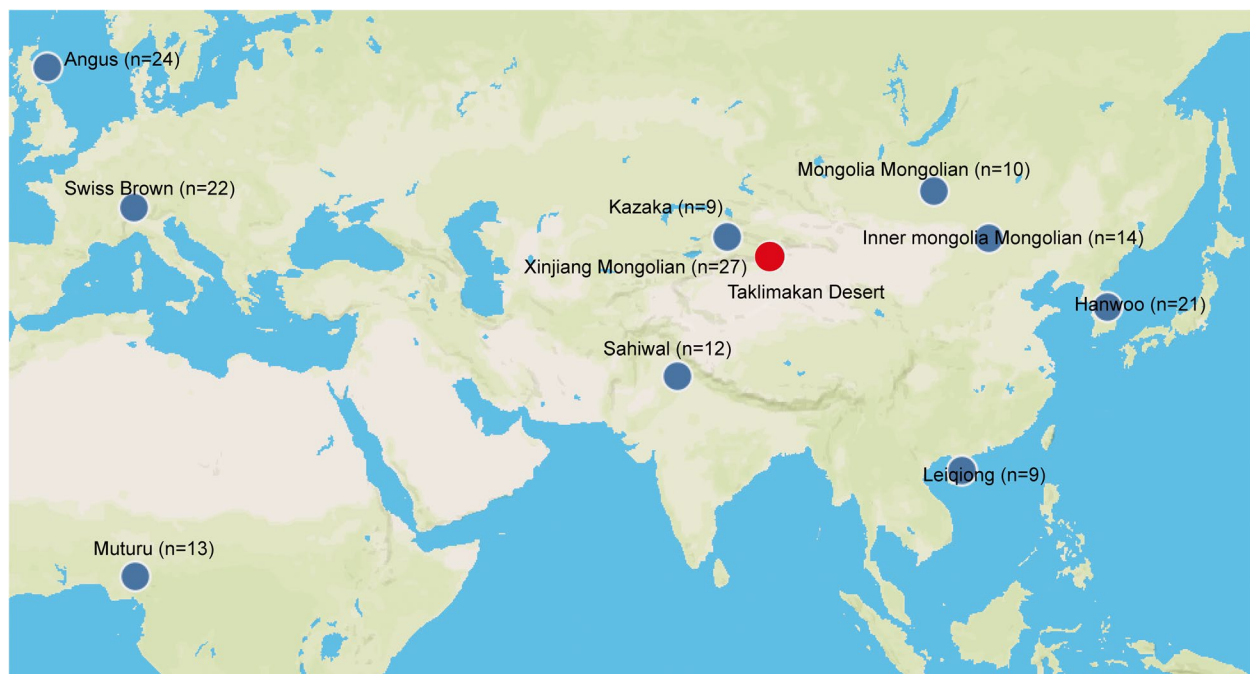 Angus (n=24)
Mongolia Mongolian (n=10)
Swiss Brown (n=22)
Kazaka (n=9)
Inner mongolia Mongolian (n=14)
Xinjiang Mongolian (n=27)
Taklimakan Desert
Hanwoo (n=21)
Sahiwal (n=12)
Leiqiong (n=9)
Muturu (n=13)